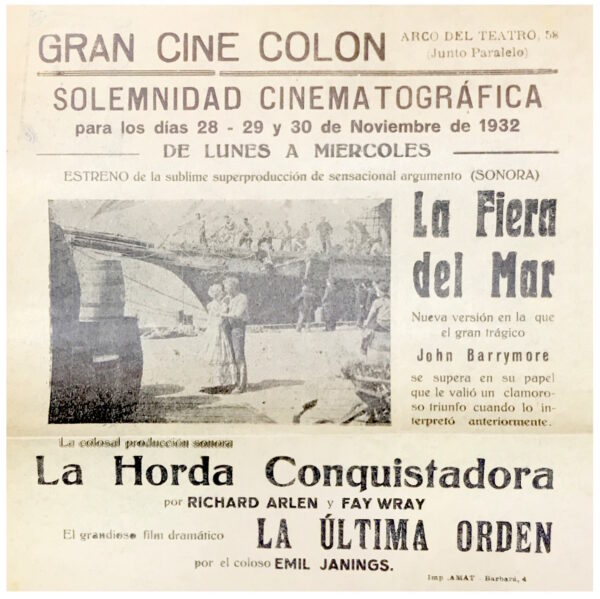 GRAN CINE COLON
ARCO DEL TEATRO, 58
(Junto Paralelo)
SOLEMNIDAD CINEMATOGRÁFICA
para los días 28 - 29 y 30 de Noviembre de 1932
DE LUNES A MIERCOLES
ESTRENO de la sublime superproducción de sensacional argumento (SONORA)
La Fiera
del Mar
Nueva versión en la que
el gran trágico
John Barrymore
se supera en su papel
que le valió un clamoro-
so triunfo cuando lo in-
terpretó anteriormente.
La colosal producción sonora
La Horda Conquistadora
por RICHARD ARLEN y FAY WRAY
El grandioso film dramático LA ÚLTIMA ORDEN
por el coloso EMIL JANINGS.
Imp. AMAT - Barbará, 4